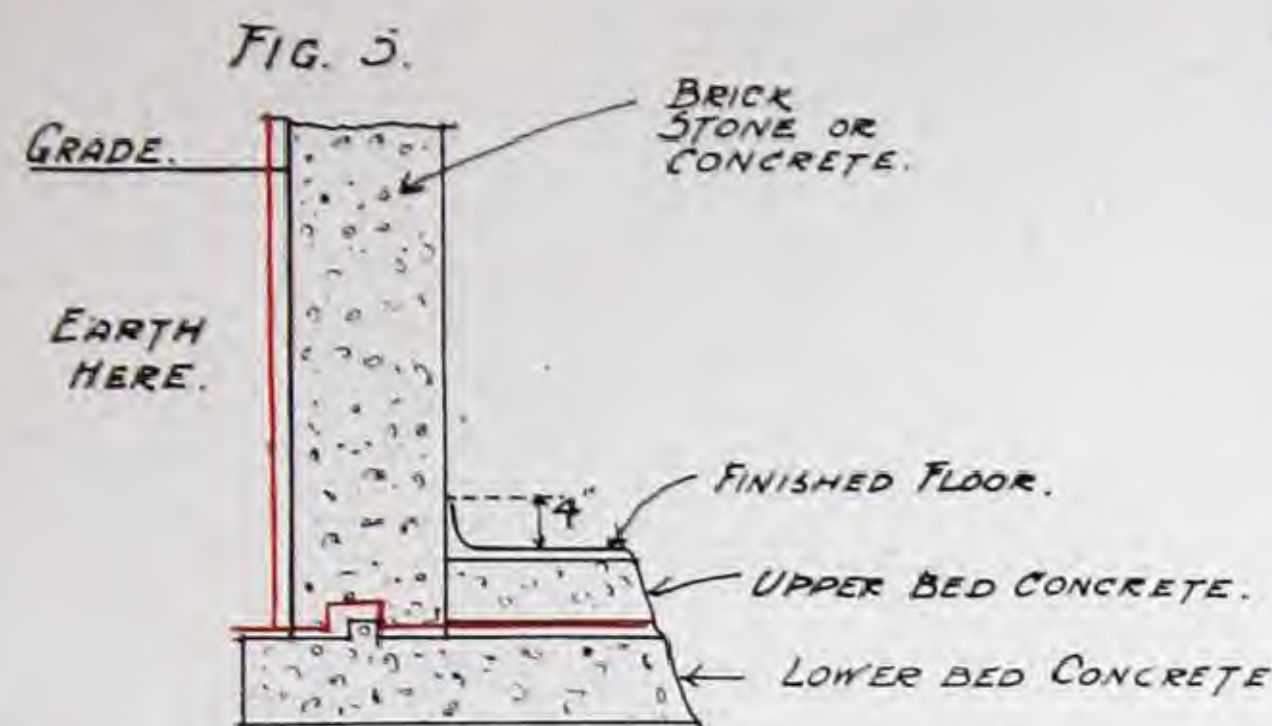 FIG. 5.
GRADE.
BRICK
STONE OR
CONCRETE.
EARTH
HERE.
4"
FINISHED FLOOR.
UPPER BED CONCRETE.
LOWER BED CONCRETE